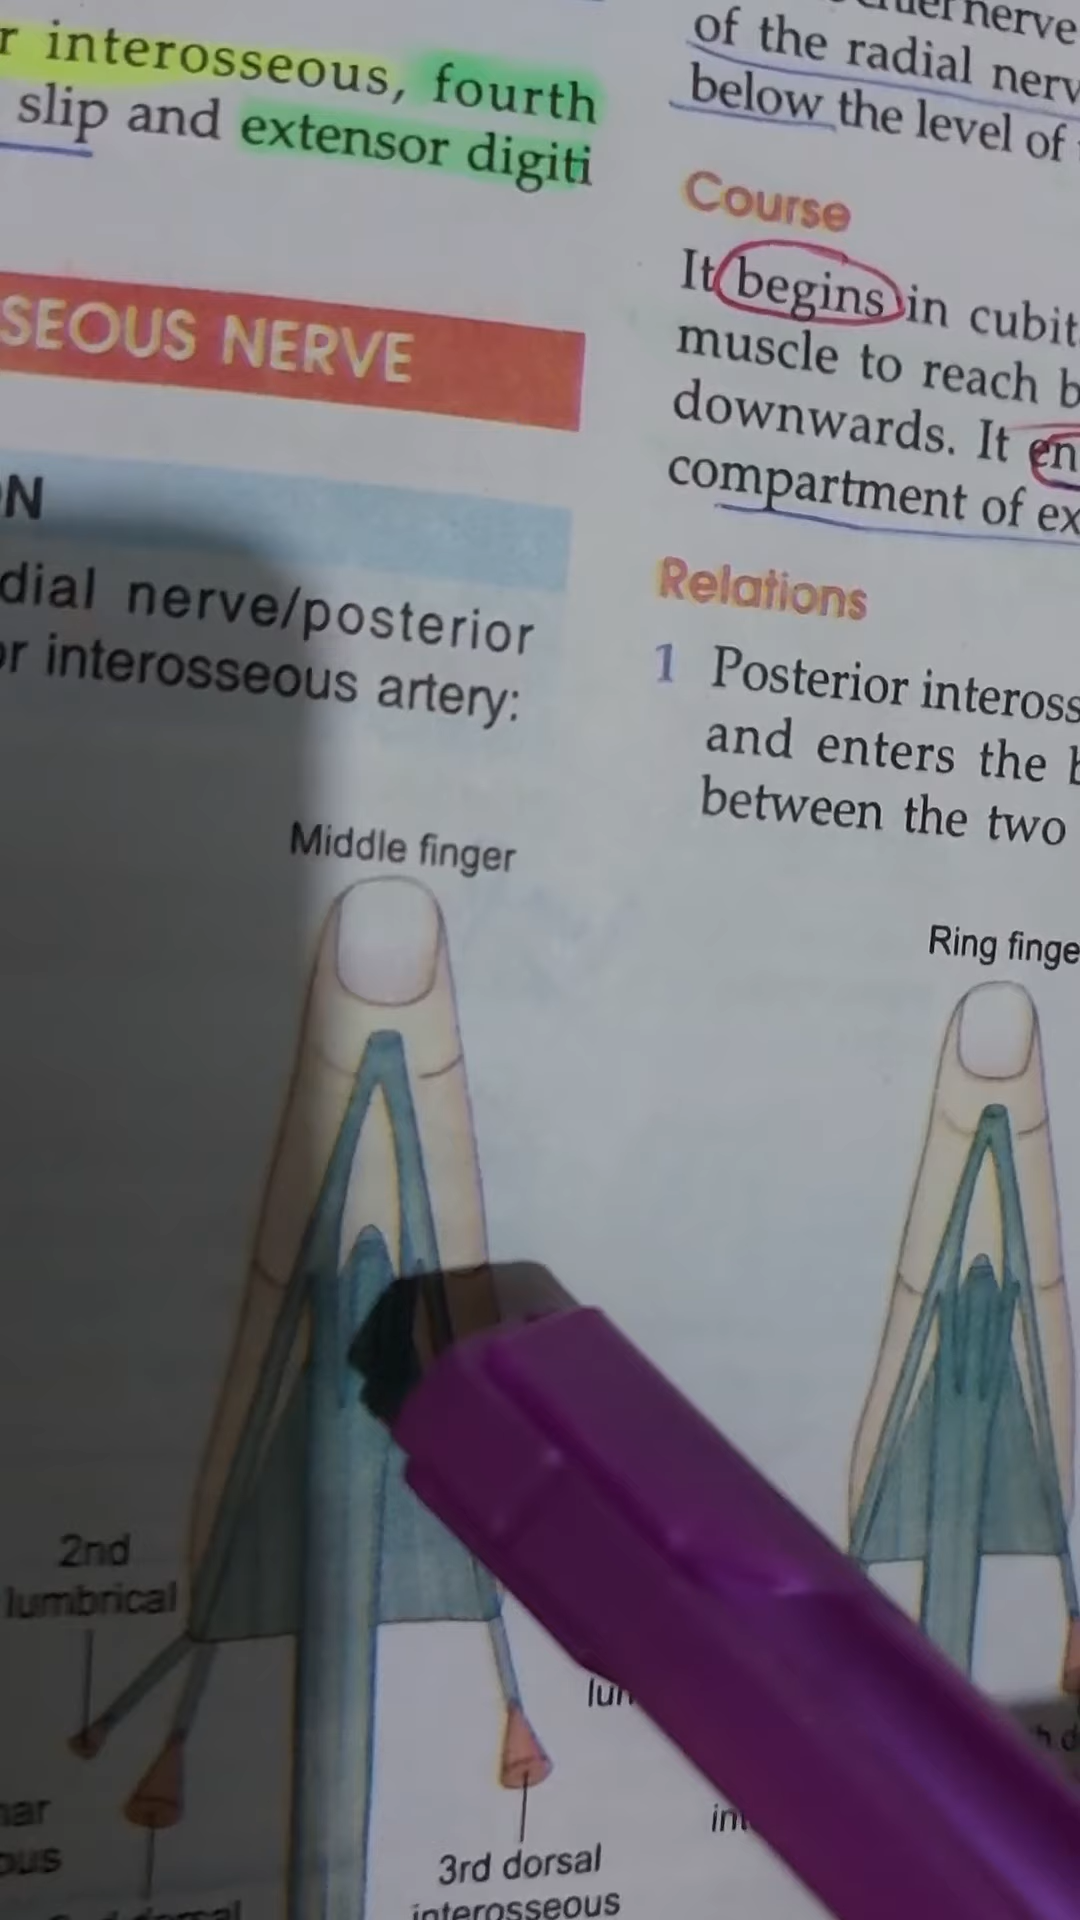 r interosseous, fourth
slip and extensor digiti
SEOUS NERVE
N
dial nerve/posterior
or interosseous artery:
Middle finger
2nd
lumbrical
3rd dorsal
interosseous
nerve
of the radial nerv
below the level of
Course
It begins in cubit
muscle to reach b
downwards. It en
compartment of ex
Relations
1 Posterior inteross
and enters the b
between the two
Ring finge